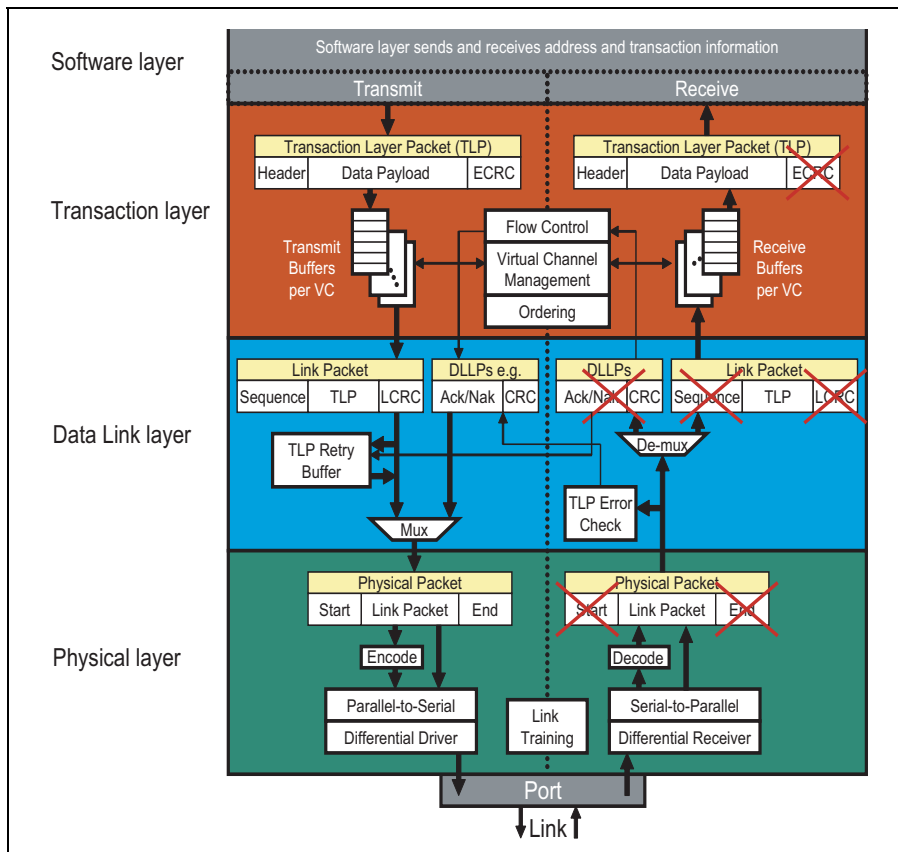 Software layer
Software layer sends and receives address and transaction information
Transmit
Receive
Transaction layer
Transaction Layer Packet (TLP)
Header
Data Payload
ECRC
Transaction Layer Packet (TLP)
Header
Data Payload
ECRC
Transmit
Buffers
per VC
Flow Control
Virtual Channel
Management
Ordering
Receive
Buffers
per VC
Data Link layer
Link Packet
Sequence
TLP
LCRC
DLLPs e.g.
Ack/Nak
CRC
DLLPs
Ack/Nak
CRC
Link Packet
Sequence
TLP
LCRC
TLP Retry
Buffer
De-mux
TLP Error
Check
Mux
Physical layer
Physical Packet
Start
Link Packet
End
Physical Packet
Start
Link Packet
End
Encode
Decode
Parallel-to-Serial
Differential Driver
Link
Training
Serial-to-Parallel
Differential Receiver
Port
Link